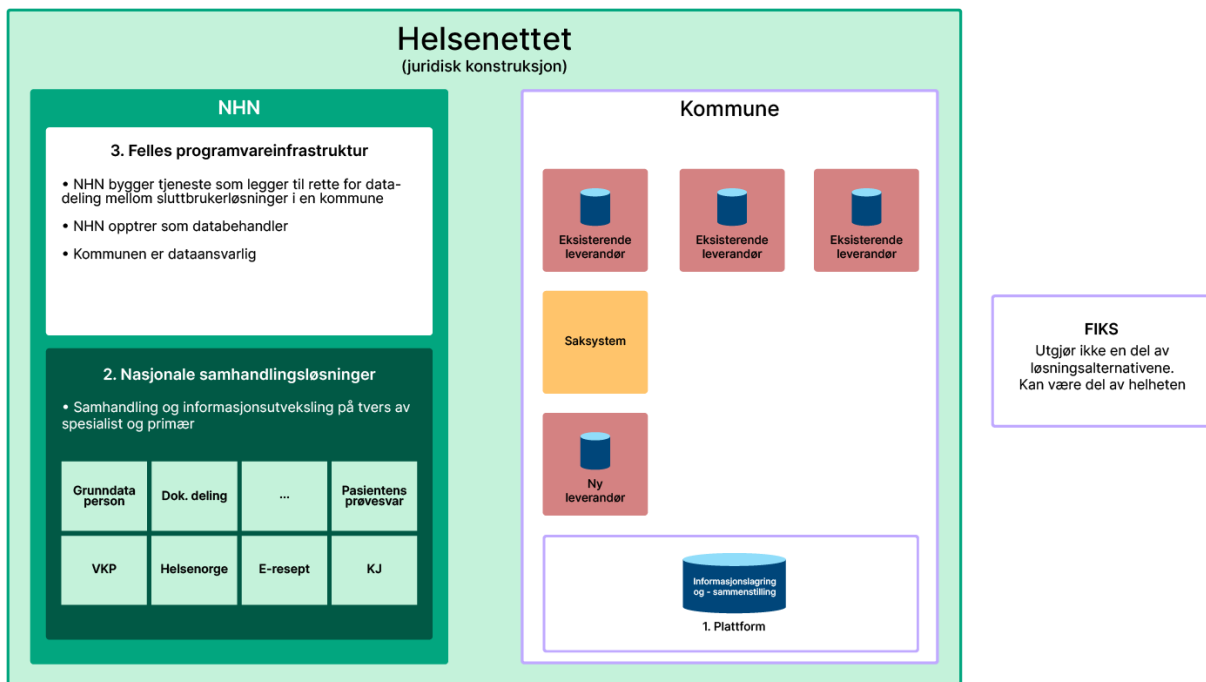 Helsenettet
(juridisk konstruksjon)
NHN
3. Felles programvareinfrastruktur
• NHN bygger tjeneste som legger til rette for data-
deling mellom sluttbrukerløsninger i en kommune
• NHN opptrer som databehandler
• Kommunen er dataansvarlig
2. Nasjonale samhandlingsløsninger
• Samhandling og informasjonsutveksling på tvers av
spesialist og primær
Grunndata
person
Dok. deling
...
Pasientens
prøvesvar
VKP
Helsenorge
E-resept
KJ
Kommune
Eksisterende
leverandør
Eksisterende
leverandør
Eksisterende
leverandør
Saksystem
Ny
leverandør
Informasjonslagring
og - sammenstilling
1. Plattform
FIKS
Utgjør ikke en del av
løsningsalternativene.
Kan være del av helheten